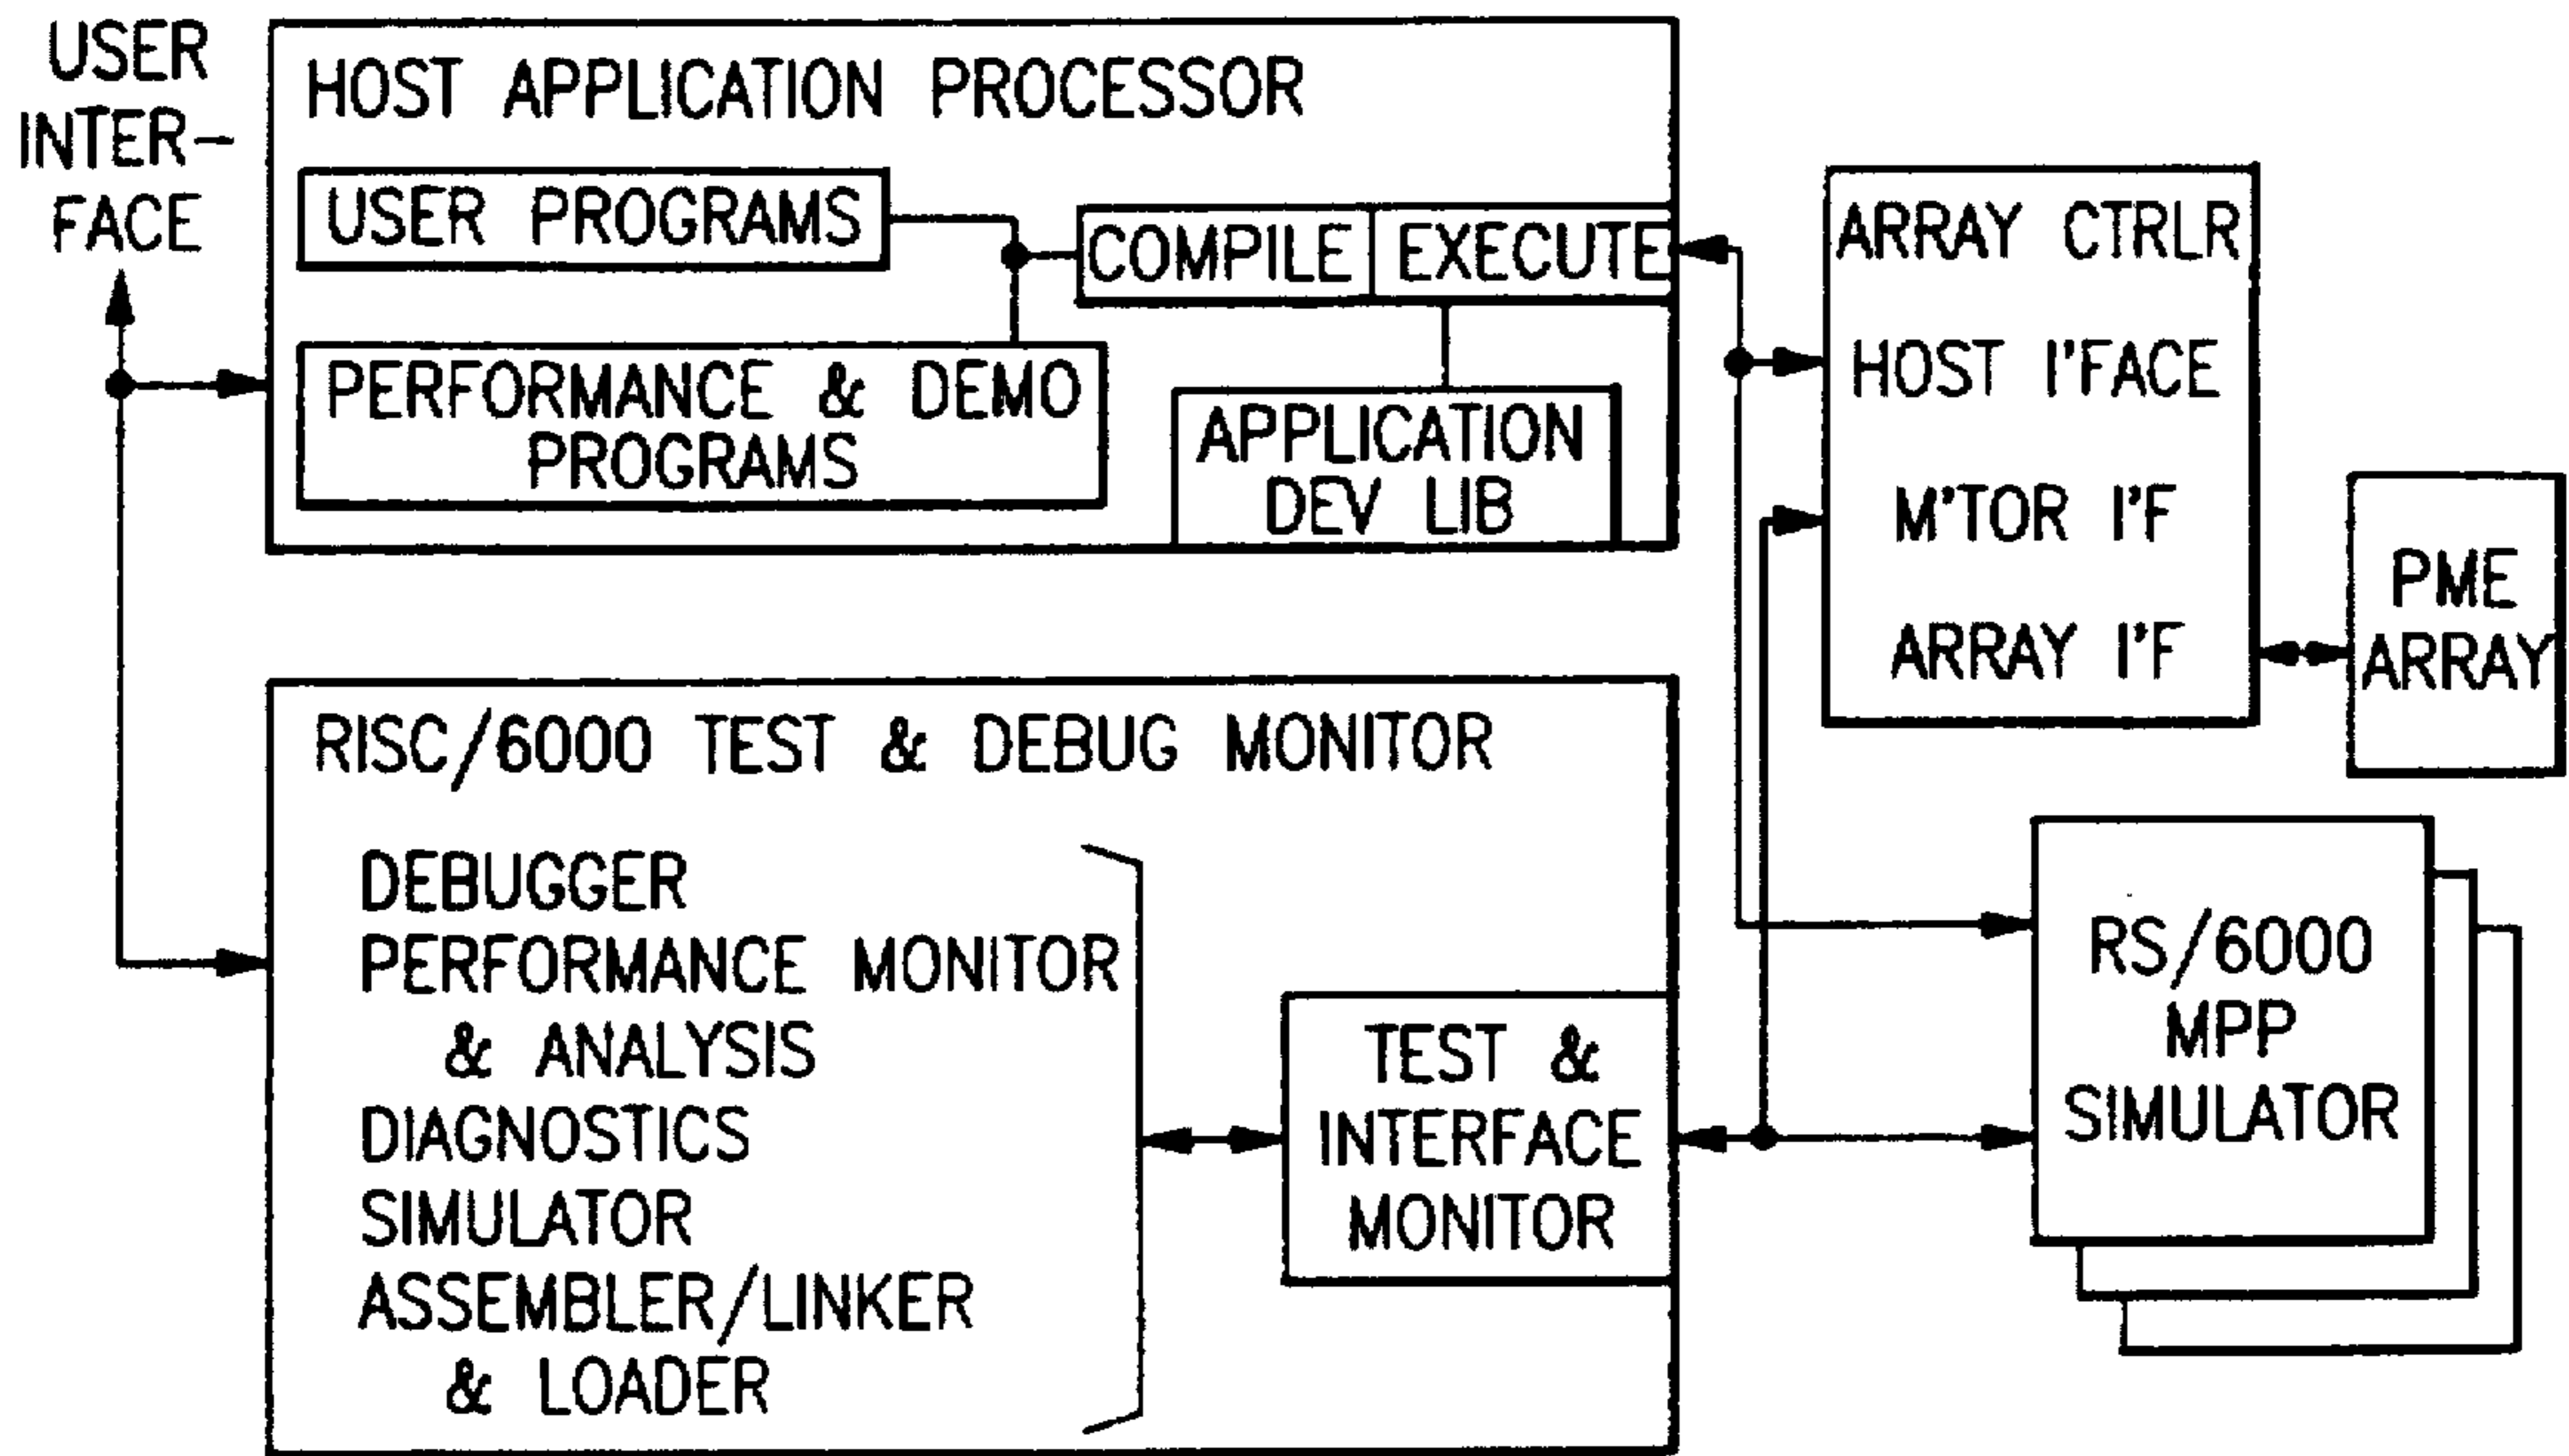 USER
INTER-
FACE
HOST APPLICATION PROCESSOR
USER PROGRAMS
COMPILE
EXECUTE
PERFORMANCE & DEMO
PROGRAMS
APPLICATION
DEV LIB
ARRAY CTRLR
HOST I'FACE
M'TOR I'F
ARRAY I'F
PME
ARRAY
RISC/6000 TEST & DEBUG MONITOR
DEBUGGER
PERFORMANCE MONITOR
& ANALYSIS
DIAGNOSTICS
SIMULATOR
ASSEMBLER/LINKER
& LOADER
TEST &
INTERFACE
MONITOR
RS/6000
MPP
SIMULATOR